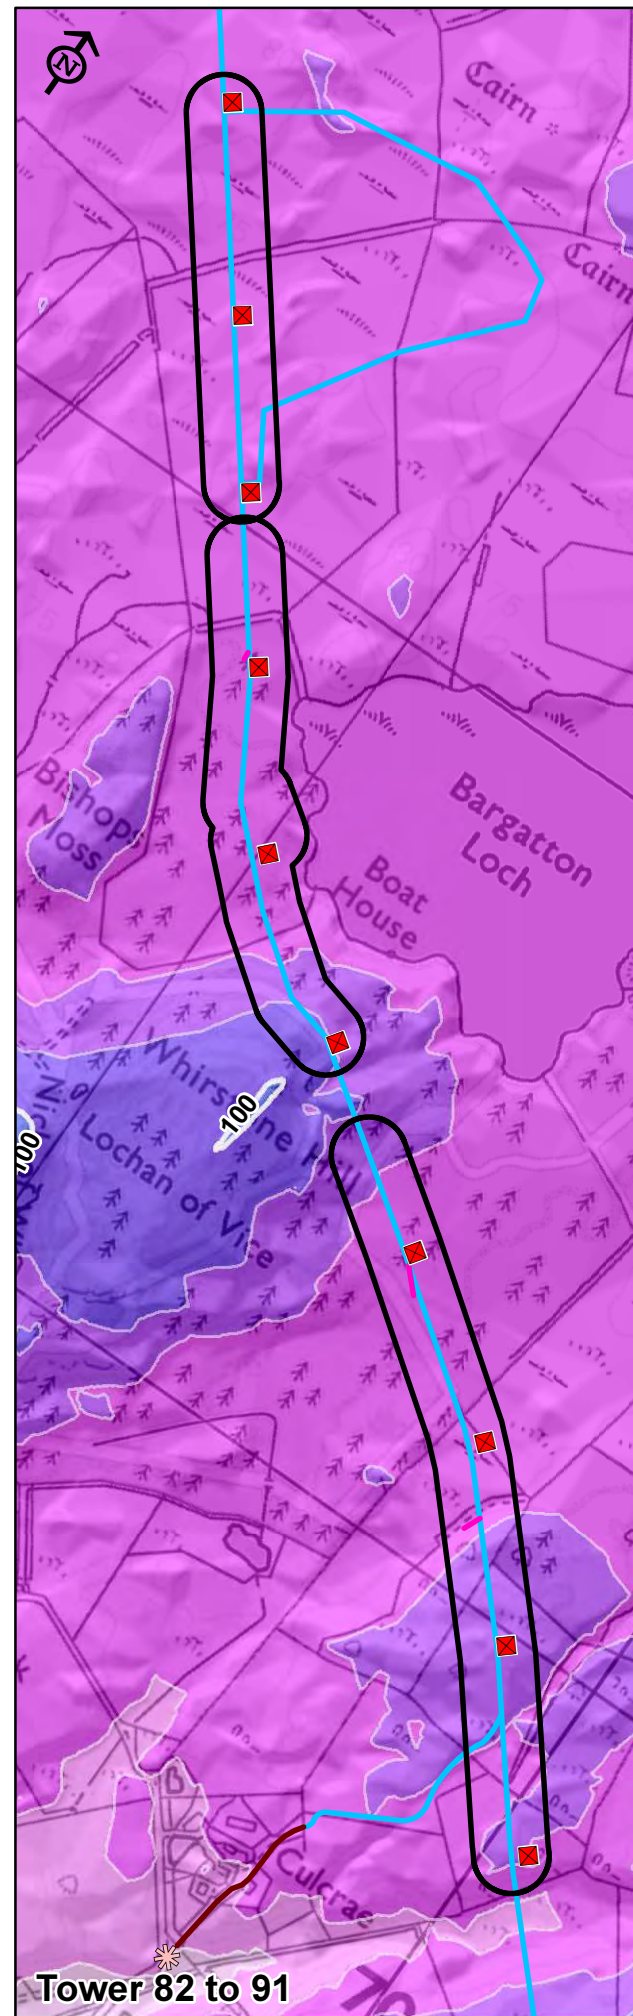 N
Cairn
Cairn
Bishops
Moss
Bargatton
Loch
Boat
House
Whirstone Hill
100
100
Lochan of Vice
Culcrae
70
Tower 82 to 91